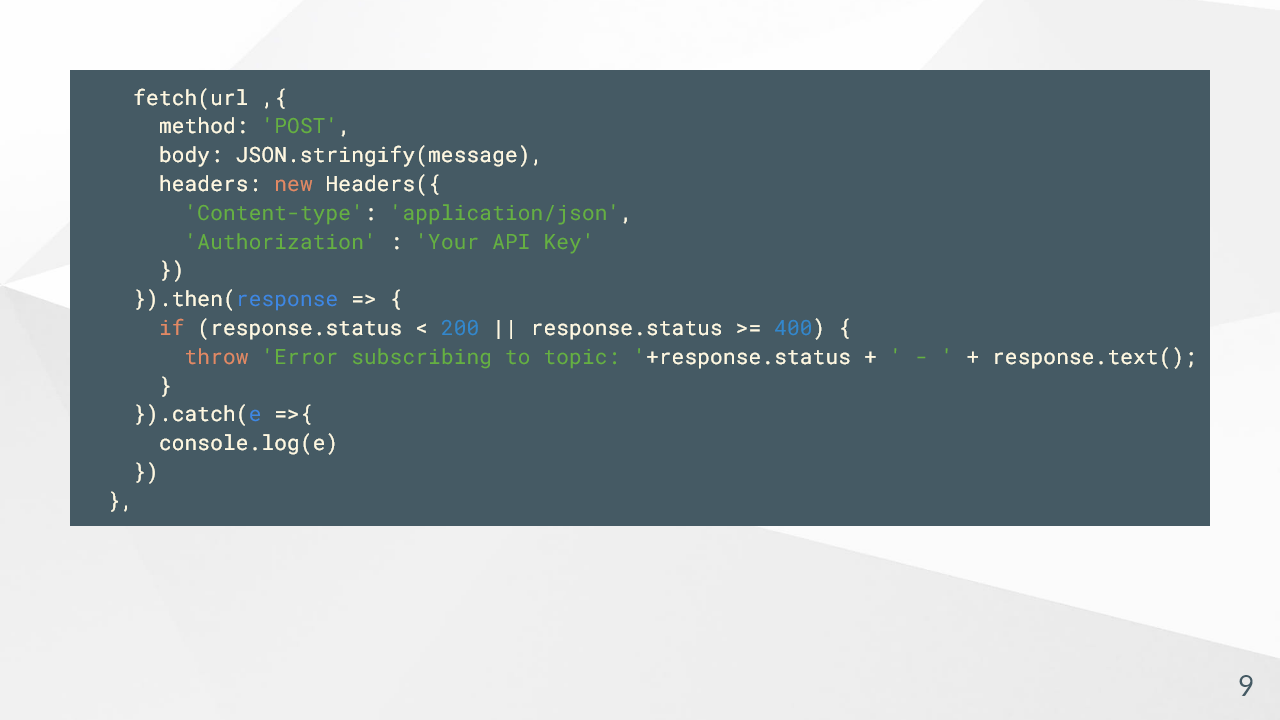 fetch(url ,{
method: 'POST',
body: JSON.stringify(message),
headers: new Headers({
'Content-type': 'application/json',
'Authorization' : 'Your API Key'
})
}).then(response => {
if (response.status < 200 || response.status >= 400) {
throw 'Error subscribing to topic: '+response.status + ' - ' + response.text();
}
}).catch(e =>{
console.log(e)
})
},
9